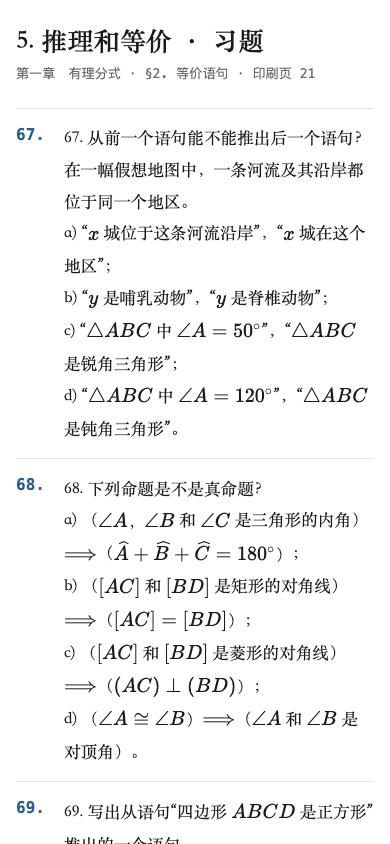 5. 推理和等价 · 习题
第一章 有理分式 · §2. 等价语句 · 印刷页 21
67. 67. 从前一个语句能不能推出后一个语句?
在一幅假想地图中，一条河流及其沿岸都
位于同一个地区。
a) “x 城位于这条河流沿岸”，“x 城在这个
地区”；
b) “y 是哺乳动物”，“y 是脊椎动物”；
c) “△ABC 中 ∠A = 50°”，“△ABC
是锐角三角形”；
d) “△ABC 中 ∠A = 120°”，“△ABC
是钝角三角形”。
68. 68. 下列命题是不是真命题?
a) （∠A，∠B 和 ∠C 是三角形的内角）
⟹（Â + B̂ + Ĉ = 180°）；
b) （[AC] 和 [BD] 是矩形的对角线）
⟹（[AC] = [BD]）；
c) （[AC] 和 [BD] 是菱形的对角线）
⟹（(AC) ⊥ (BD)）；
d) （∠A ≅ ∠B）⟹（∠A 和 ∠B 是
对顶角）。
69. 69. 写出从语句“四边形 ABCD 是正方形”
推出的一个语句